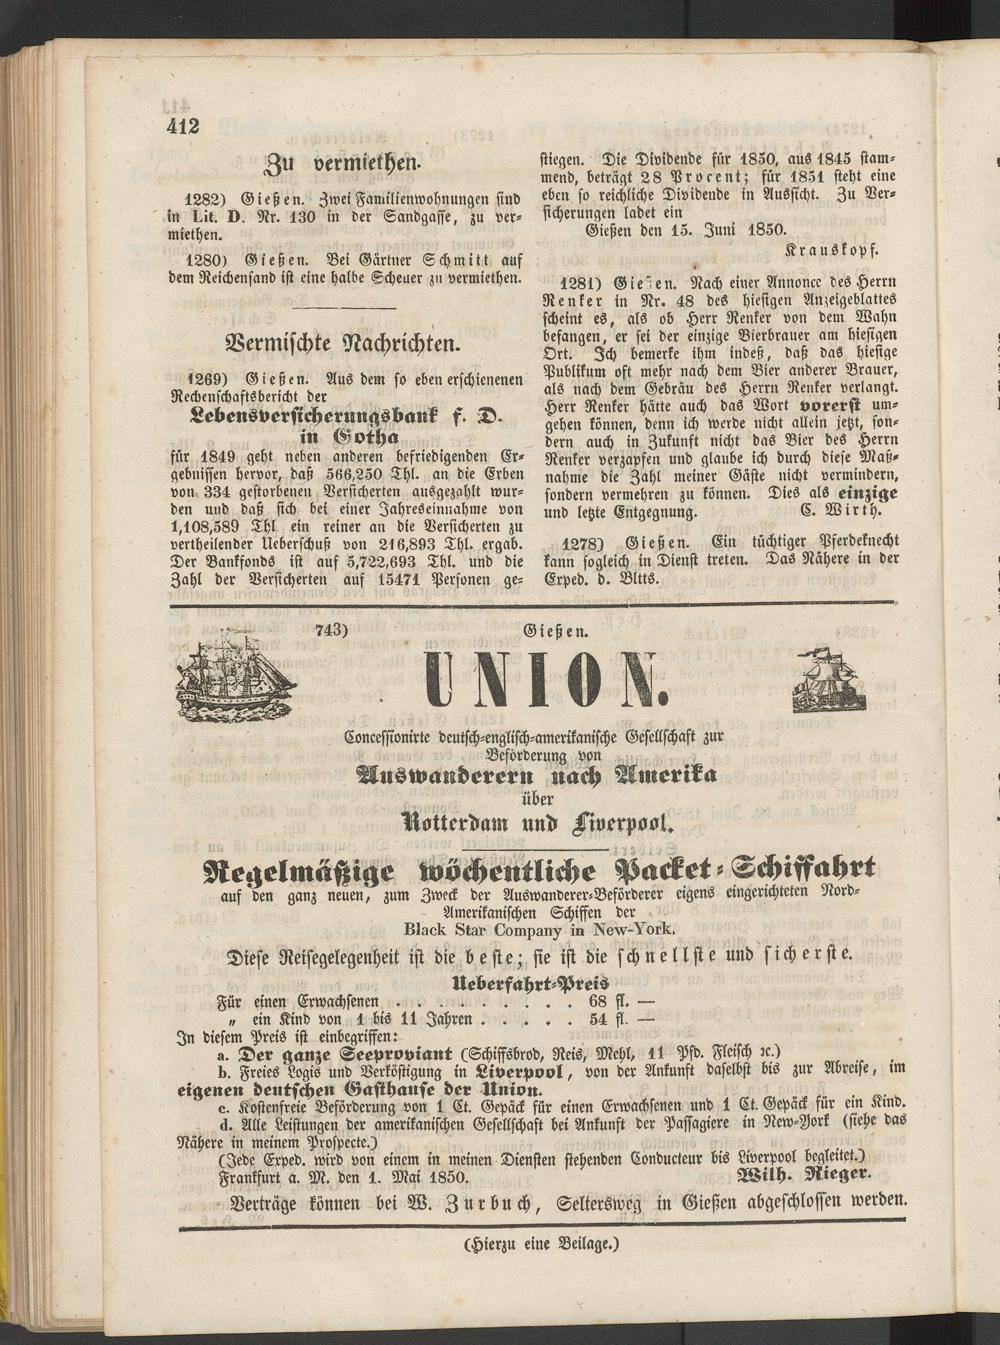 412
Zu vermiethen.
1282) Gießen. Zwei Familienwohnungen sind
in Lit. D. Nr. 130 in der Sandgasse, zu ver-
miethen.
1280) Gießen. Bei Gärtner Schmitt auf
dem Reichensand ist eine halbe Scheuer zu vermiethen.
Vermischte Nachrichten.
1269) Gießen. Aus dem so eben erschienenen
Rechenschaftsbericht der
Lebensversicherungsbank f. D.
in Gotha
für 1849 geht neben anderen befriedigenden Er-
gebnissen hervor, daß 566,250 Thl. an die Erben
von 334 gestorbenen Versicherten ausgezahlt wur-
den und daß sich bei einer Jahreseinnahme von
1,108,589 Thl ein reiner an die Versicherten zu
vertheilender Ueberschuß von 216,893 Thl. ergab.
Der Bankfonds ist auf 5,722,693 Thl. und die
Zahl der Versicherten auf 15471 Personen ge-
stiegen. Die Dividende für 1850, aus 1845 stam-
mend, beträgt 28 Procent; für 1851 steht eine
eben so reichliche Dividende in Aussicht. Zu Ver-
sicherungen ladet ein
Gießen den 15. Juni 1850.
Krauskopf.
1281) Gießen. Nach einer Annonce des Herrn
Renker in Nr. 48 des hiesigen Anzeigeblattes
scheint es, als ob Herr Renker von dem Wahn
befangen, er sei der einzige Bierbrauer am hiesigen
Ort. Ich bemerke ihm indeß, daß das hiesige
Publikum oft mehr nach dem Bier anderer Brauer,
als nach dem Gebräu des Herrn Renker verlangt.
Herr Renker hätte auch das Wort vorerst um-
gehen können, denn ich werde nicht allein jetzt, son-
dern auch in Zukunft nicht das Bier des Herrn
Renker verzapfen und glaube ich durch diese Maß-
nahme die Zahl meiner Gäste nicht vermindern,
sondern vermehren zu können. Dies als einzige
und letzte Entgegnung. C. Wirth.
1278) Gießen. Ein tüchtiger Pferdeknecht
kann sogleich in Dienst treten. Das Nähere in der
Exped. d. Bltts.
743) Gießen.
UNION.
Concessionirte deutsch-englisch-amerikanische Gesellschaft zur
Beförderung von
Auswanderern nach Amerika
über
Rotterdam und Liverpool.
Regelmäßige wöchentliche Packet-Schiffahrt
auf den ganz neuen, zum Zweck der Auswanderer-Beförderer eigens eingerichteten Nord-
Amerikanischen Schiffen der
Black Star Company in New-York.
Diese Reisegelegenheit ist die beste; sie ist die schnellste und sicherste.
Ueberfahrt-Preis
Für einen Erwachsenen . . . . . . . . . 68 fl. —
„ ein Kind von 1 bis 11 Jahren . . . . . 54 fl. —
In diesem Preis ist einbegriffen:
a. Der ganze Seeproviant (Schiffsbrod, Reis, Mehl, 11 Pfd. Fleisch ꝛc.)
b. Freies Logis und Verköstigung in Liverpool, von der Ankunft daselbst bis zur Abreise, im
eigenen deutschen Gasthause der Union.
c. Kostenfreie Beförderung von 1 Ct. Gepäck für einen Erwachsenen und 1 Ct. Gepäck für ein Kind.
d. Alle Leistungen der amerikanischen Gesellschaft bei Ankunft der Passagiere in New-York (siehe das
Nähere in meinem Prospecte.)
(Jede Exped. wird von einem in meinen Diensten stehenden Conducteur bis Liverpool begleitet.)
Frankfurt a. M. den 1. Mai 1850. Wilh. Rieger.
Verträge können bei W. Zurbuch, Seltersweg in Gießen abgeschlossen werden.
(Hierzu eine Beilage.)